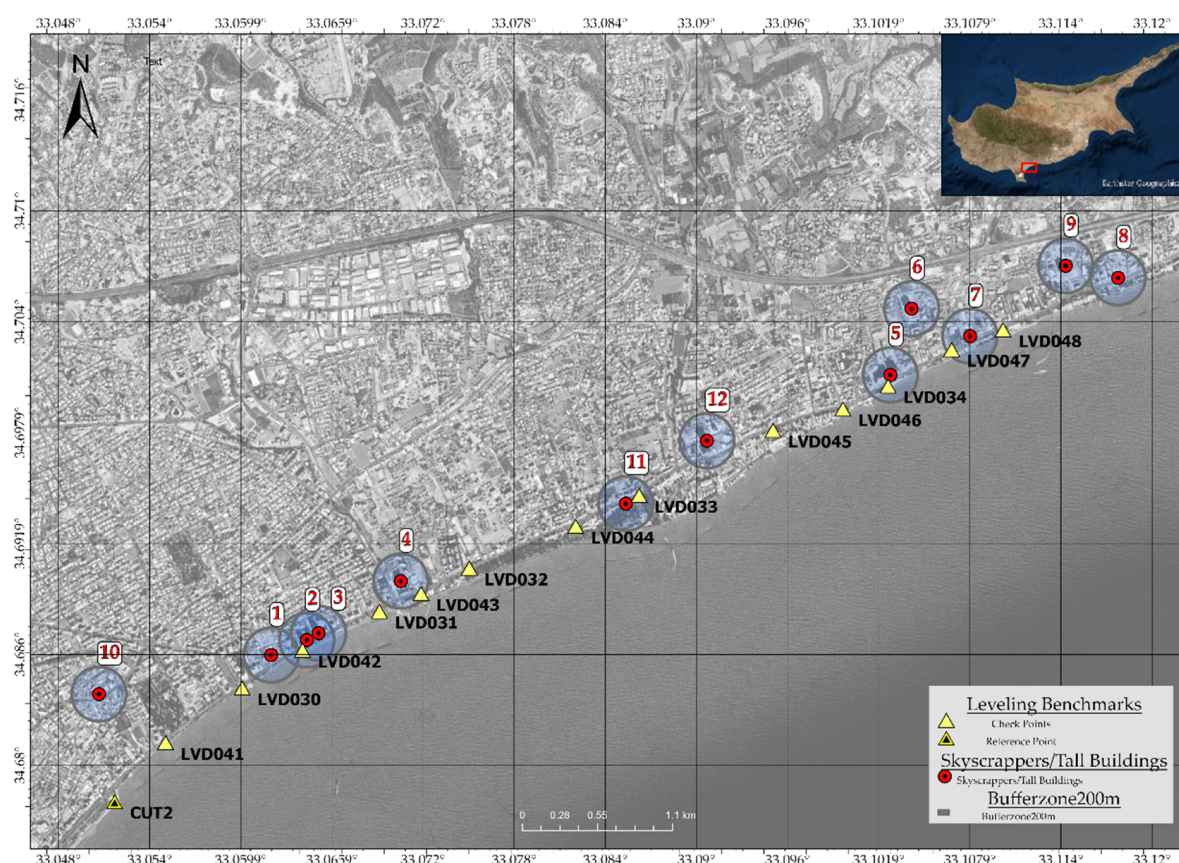 33.048° 33.054° 33.0599° 33.0659° 33.072° 33.078° 33.084° 33.09° 33.096° 33.1019° 33.1079° 33.114° 33.12°
N
Text
34.716°
Earthstar Geographics
34.71°
9
8
6
7
34.704°
5
LVD048
LVD047
LVD034
12
34.6979°
LVD046
LVD045
11
LVD033
34.6919°
LVD044
4
LVD032
LVD043
LVD031
1
2
3
34.686°
LVD042
10
LVD030
LVD041
34.68°
CUT2
0 0.28 0.55 1.1 km
Leveling Benchmarks
Check Points
Reference Point
Skyscrappers/Tall Buildings
Skyscrappers/Tall Buildings
Bufferzone200m
Bufferzone200m
33.048° 33.054° 33.0599° 33.0659° 33.072° 33.078° 33.084° 33.09° 33.096° 33.1019° 33.1079° 33.114° 33.12°